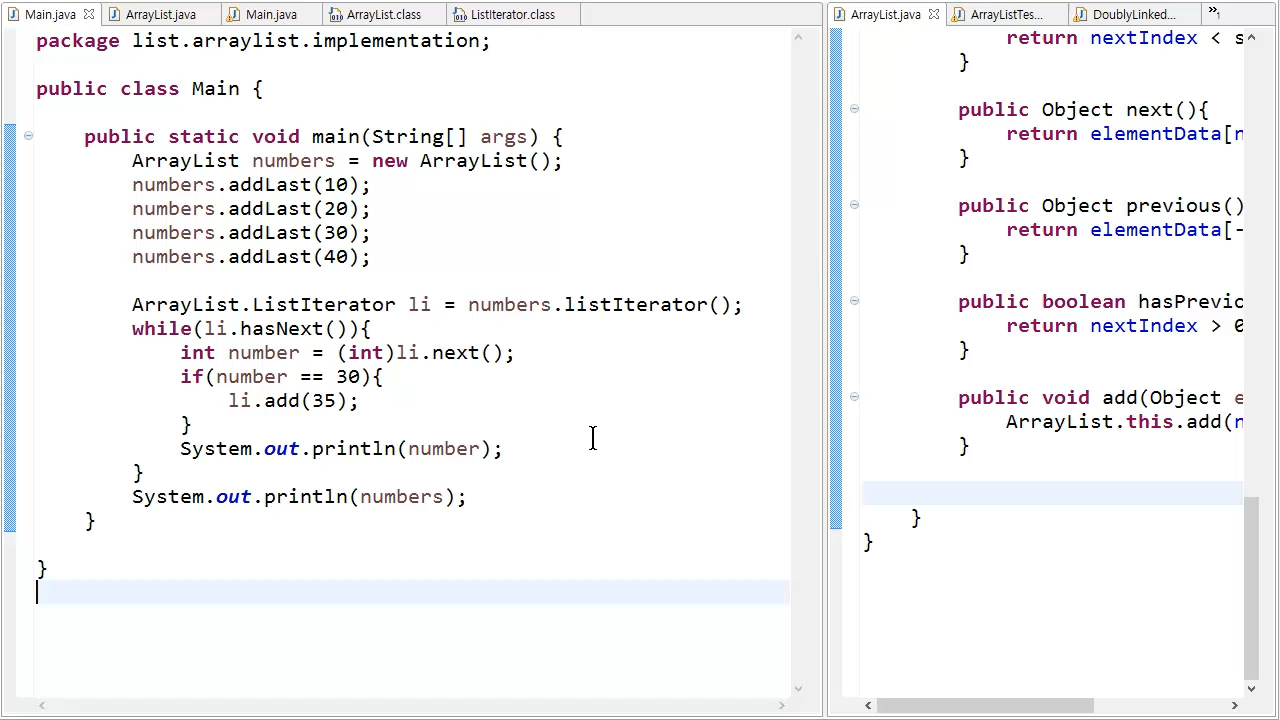 Main.java
ArrayList.java
Main.java
ArrayList.class
ListIterator.class
package list.arraylist.implementation;
public class Main {
public static void main(String[] args) {
ArrayList numbers = new ArrayList();
numbers.addLast(10);
numbers.addLast(20);
numbers.addLast(30);
numbers.addLast(40);
ArrayList.ListIterator li = numbers.listIterator();
while(li.hasNext()){
int number = (int)li.next();
if(number == 30){
li.add(35);
}
System.out.println(number);
}
System.out.println(numbers);
}
}
ArrayList.java
ArrayListTes...
DoublyLinked...
»1
return nextIndex < s
}
public Object next(){
return elementData[n
}
public Object previous()
return elementData[-
}
public boolean hasPrevio
return nextIndex > 0
}
public void add(Object e
ArrayList.this.add(n
}
}
}